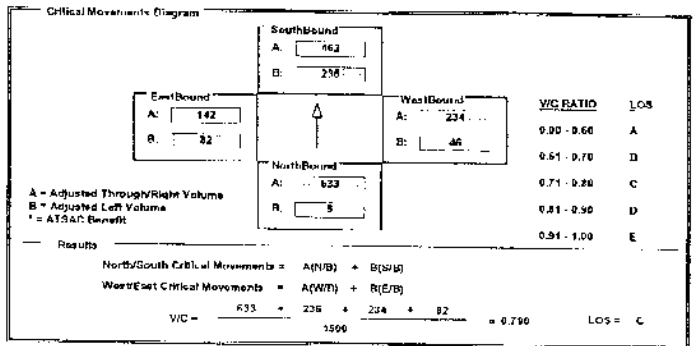 Critical Movements Diagram
SouthBound
A: 462
B: 236
EastBound
A: 142
B: 82
WestBound
A: 234
B: 46
NorthBound
A: 633
B:
V/C RATIO LOS
0.00 - 0.60 A
0.61 - 0.70 B
0.71 - 0.80 C
0.81 - 0.90 D
0.91 - 1.00 E
A = Adjusted Through/Right Volume
B = Adjusted Left Volume
* = ATSAC Benefit
Results
North/South Critical Movements = A(N/B) + B(S/B)
West/East Critical Movements = A(W/B) + B(E/B)
V/C = 633 + 236 + 234 + 82 = 0.790 LOS = C
1500